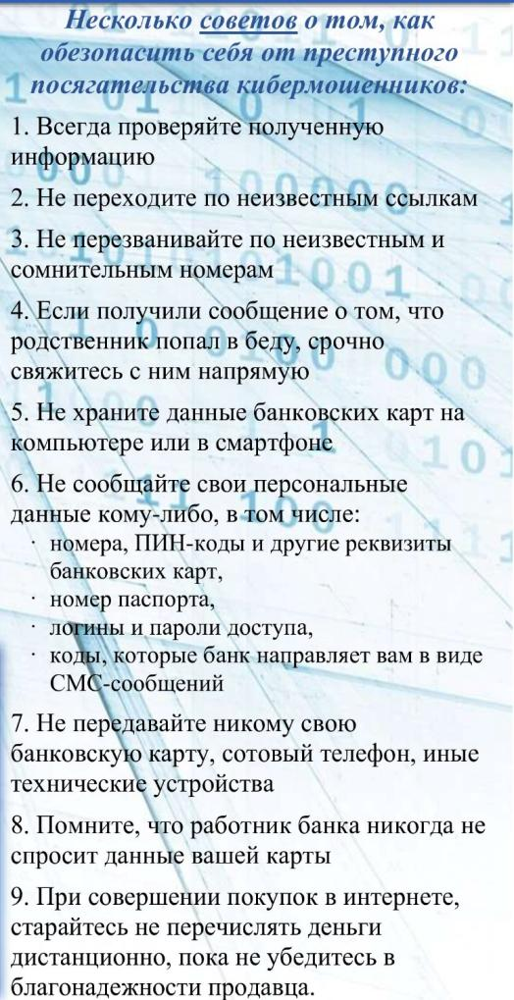 Несколько советов о том, как
обезопасить себя от преступного
посягательства кибермошенников:
1. Всегда проверяйте полученную
информацию
2. Не переходите по неизвестным ссылкам
3. Не перезванивайте по неизвестным и
сомнительным номерам
4. Если получили сообщение о том, что
родственник попал в беду, срочно
свяжитесь с ним напрямую
5. Не храните данные банковских карт на
компьютере или в смартфоне
6. Не сообщайте свои персональные
данные кому-либо, в том числе:
· номера, ПИН-коды и другие реквизиты
банковских карт,
· номер паспорта,
· логины и пароли доступа,
· коды, которые банк направляет вам в виде
СМС-сообщений
7. Не передавайте никому свою
банковскую карту, сотовый телефон, иные
технические устройства
8. Помните, что работник банка никогда не
спросит данные вашей карты
9. При совершении покупок в интернете,
старайтесь не перечислять деньги
дистанционно, пока не убедитесь в
благонадежности продавца.